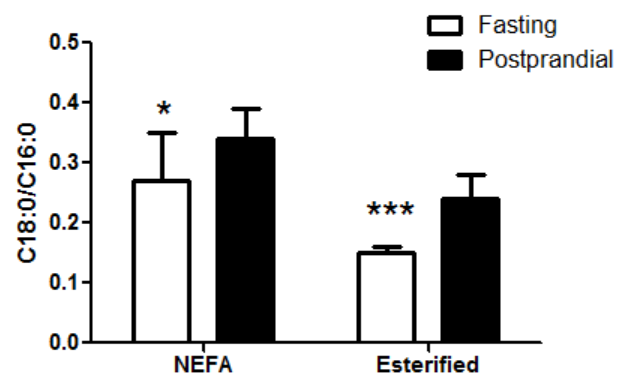 Fasting
Postprandial
C18:0/C16:0
0.5
0.4
0.3
0.2
0.1
0.0
*
***
NEFA
Esterified